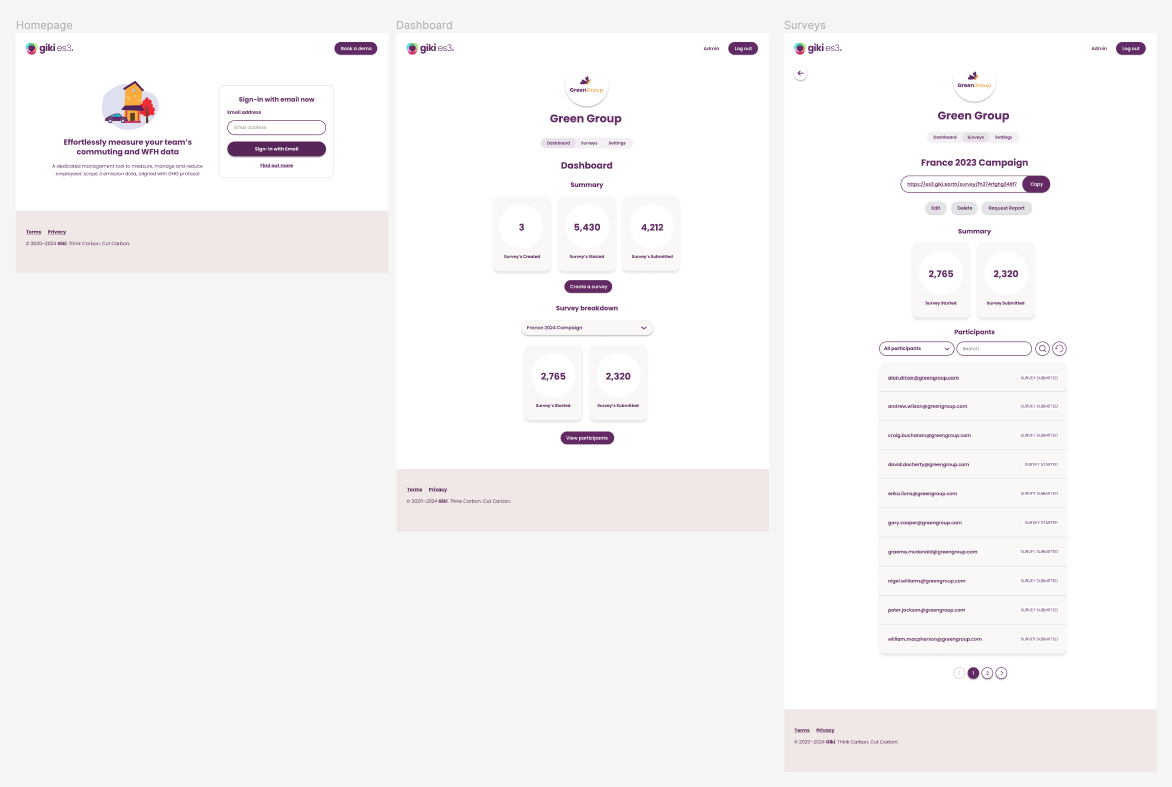 Homepage
giki es3.
Book a demo
Effortlessly measure your team's
commuting and WFH data
A dedicated management tool to measure, manage and reduce
employees' scope 3 emission data, aligned with GHG protocol
Sign-in with email now
Email address
Email address
Sign-in with Email
Find out more
Terms Privacy
© 2020-2024 Giki. Think Carbon. Cut Carbon.
Dashboard
giki es3.
Admin Log out
GreenGroup
Green Group
Dashboard Surveys Settings
Dashboard
Summary
3 5,430 4,212
Survey's Created Survey's Started Survey's Submitted
Create a survey
Survey breakdown
France 2024 Campaign
2,765 2,320
Survey's Started Survey's Submitted
View participants
Terms Privacy
© 2020-2024 Giki. Think Carbon. Cut Carbon.
Surveys
giki es3.
Admin Log out
GreenGroup
Green Group
Dashboard Surveys Settings
France 2023 Campaign
Copy
Edit Delete Request Report
Summary
2,765 2,320
Survey Started Survey Submitted
Participants
All participants Search
alan.driver@greengroup.com SURVEY SUBMITTED
andrew.wilson@greengroup.com SURVEY SUBMITTED
craig.buchanan@greengroup.com SURVEY SUBMITTED
david.docherty@greengroup.com SURVEY STARTED
erika.lions@greengroup.com SURVEY SUBMITTED
gary.cooper@greengroup.com SURVEY STARTED
graeme.mcdonald@greengroup.com SURVEY SUBMITTED
nigel.williams@greengroup.com SURVEY SUBMITTED
peter.jackson@greengroup.com SURVEY SUBMITTED
william.macpherson@greengroup.com SURVEY SUBMITTED
1 2
Terms Privacy
© 2020-2024 Giki. Think Carbon. Cut Carbon.